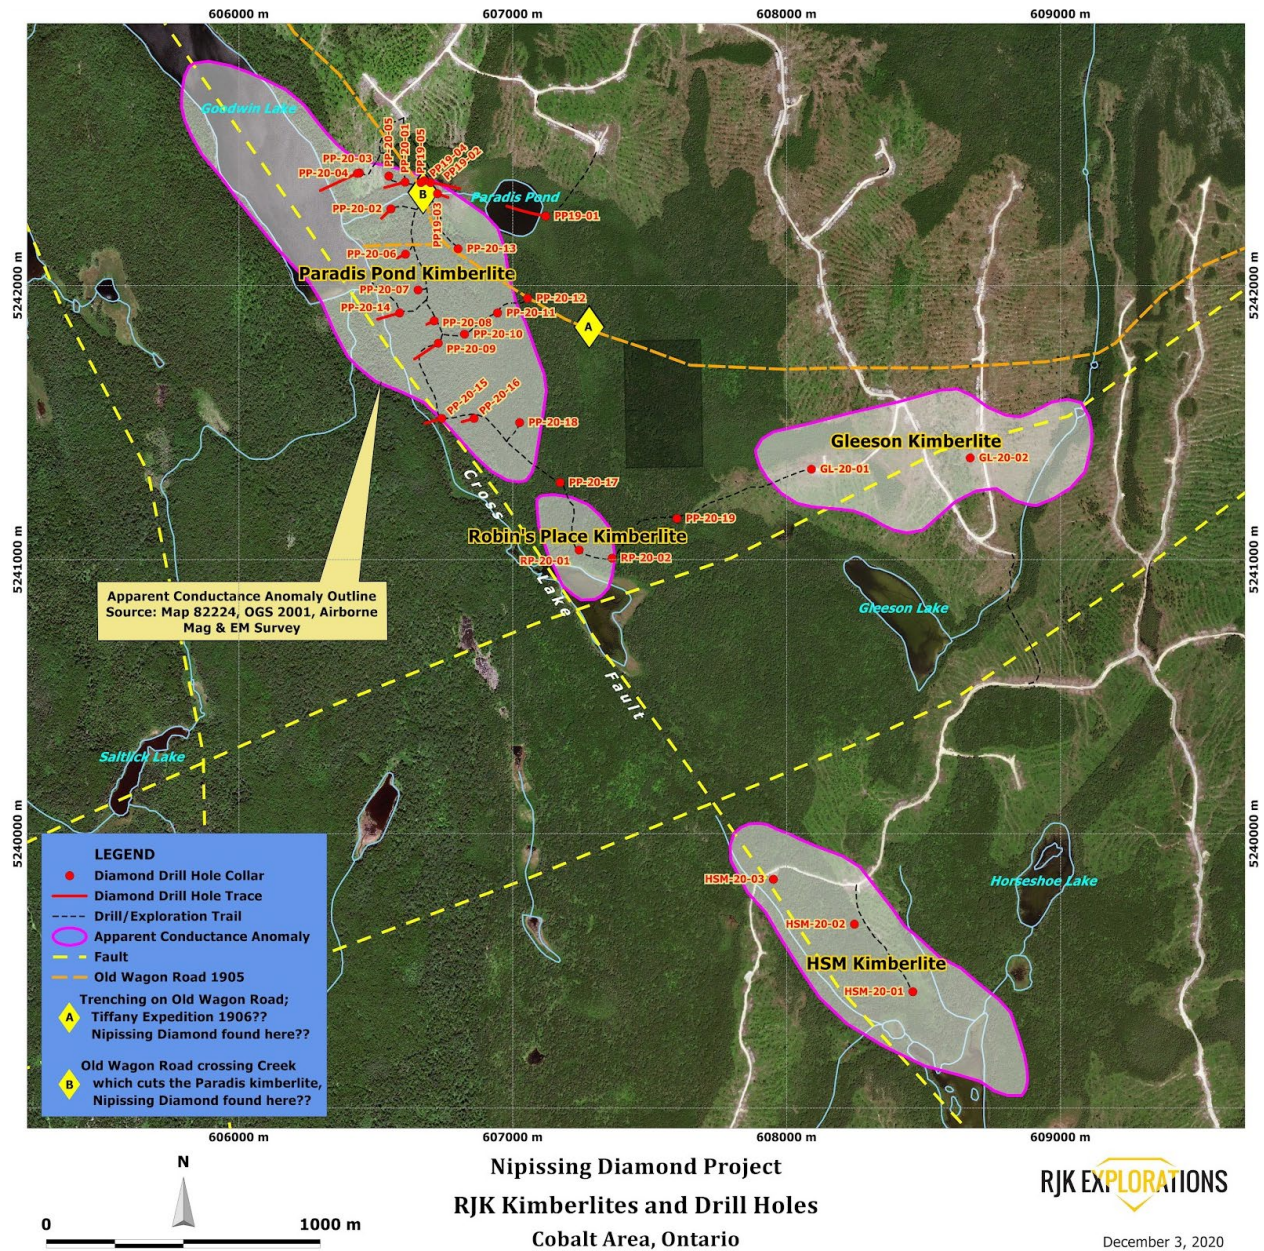 606000 m
607000 m
608000 m
609000 m
5242000 m
5241000 m
5240000 m
5242000 m
5241000 m
5240000 m
Goodwin Lake
PP-20-03
PP-20-04
PP-20-05
PP-20-01
PP19-05
PP19-04
PP19-02
B
PP19-03
Paradis Pond
PP19-01
PP-20-02
PP-20-13
PP-20-06
Paradis Pond Kimberlite
PP-20-07
PP-20-12
PP-20-14
PP-20-11
PP-20-08
A
PP-20-10
PP-20-09
PP-20-15
PP-20-16
PP-20-18
Gleeson Kimberlite
GL-20-01
GL-20-02
PP-20-17
PP-20-19
Robin's Place Kimberlite
RP-20-01
RP-20-02
Cross Lake Fault
Apparent Conductance Anomaly Outline
Source: Map 82224, OGS 2001, Airborne
Mag & EM Survey
Gleeson Lake
Saltlick Lake
Horseshoe Lake
HSM-20-03
HSM-20-02
HSM Kimberlite
HSM-20-01
LEGEND
Diamond Drill Hole Collar
Diamond Drill Hole Trace
Drill/Exploration Trail
Apparent Conductance Anomaly
Fault
Old Wagon Road 1905
A
Trenching on Old Wagon Road;
Tiffany Expedition 1906??
Nipissing Diamond found here??
B
Old Wagon Road crossing Creek
which cuts the Paradis kimberlite,
Nipissing Diamond found here??
606000 m
607000 m
608000 m
609000 m
N
0
1000 m
Nipissing Diamond Project
RJK Kimberlites and Drill Holes
Cobalt Area, Ontario
RJK EXPLORATIONS
December 3, 2020